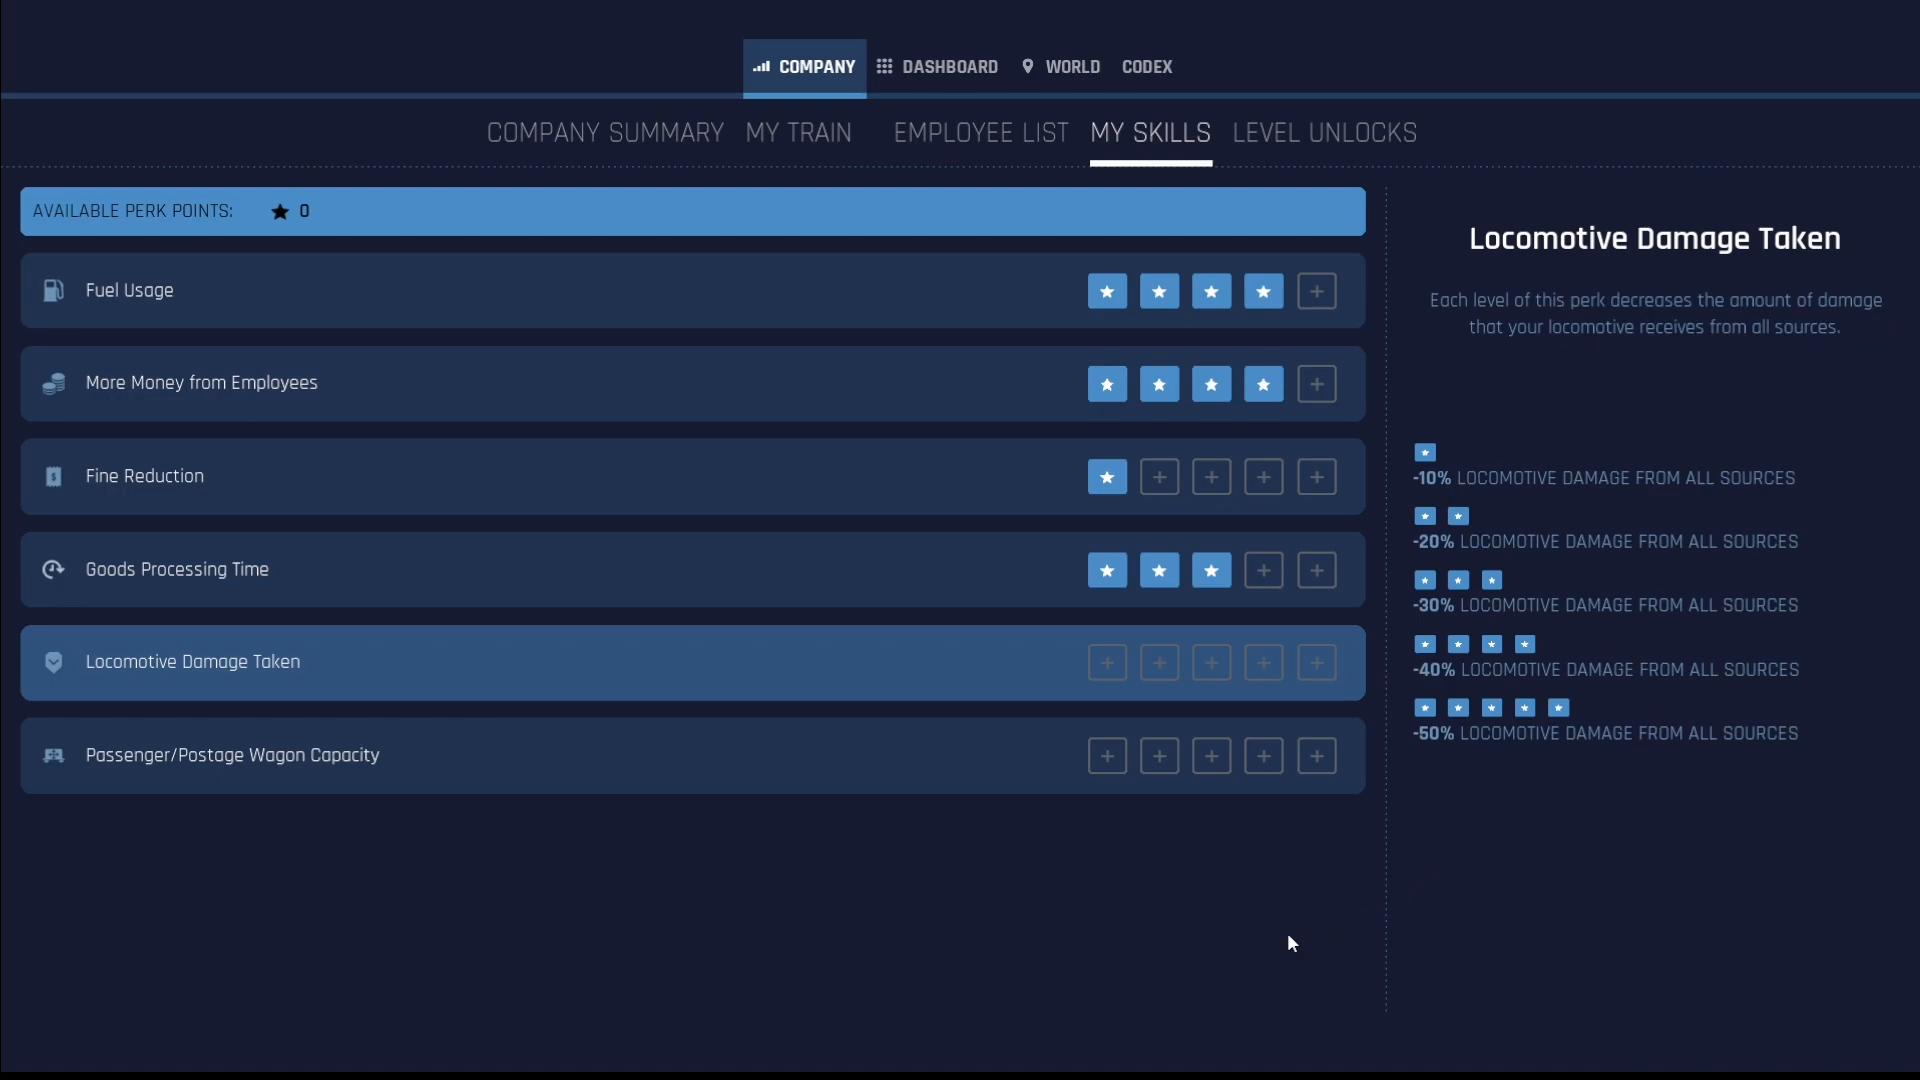 COMPANY DASHBOARD WORLD CODEX
COMPANY SUMMARY MY TRAIN EMPLOYEE LIST MY SKILLS LEVEL UNLOCKS
AVAILABLE PERK POINTS: 0
Fuel Usage
More Money from Employees
Fine Reduction
Goods Processing Time
Locomotive Damage Taken
Passenger/Postage Wagon Capacity
Locomotive Damage Taken
Each level of this perk decreases the amount of damage
that your locomotive receives from all sources.
-10% LOCOMOTIVE DAMAGE FROM ALL SOURCES
-20% LOCOMOTIVE DAMAGE FROM ALL SOURCES
-30% LOCOMOTIVE DAMAGE FROM ALL SOURCES
-40% LOCOMOTIVE DAMAGE FROM ALL SOURCES
-50% LOCOMOTIVE DAMAGE FROM ALL SOURCES